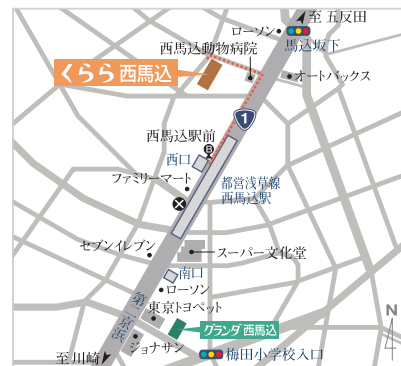 至 五反田
ローソン
馬込坂下
西馬込動物病院
くらら 西馬込
オートバックス
1
西馬込駅前
B
西口
都営浅草線
西馬込駅
ファミリーマート
セブンイレブン
スーパー文化堂
南口
ローソン
第二京浜
東京トヨペット
グランダ 西馬込
ジョナサン
梅田小学校入口
至 川崎
N